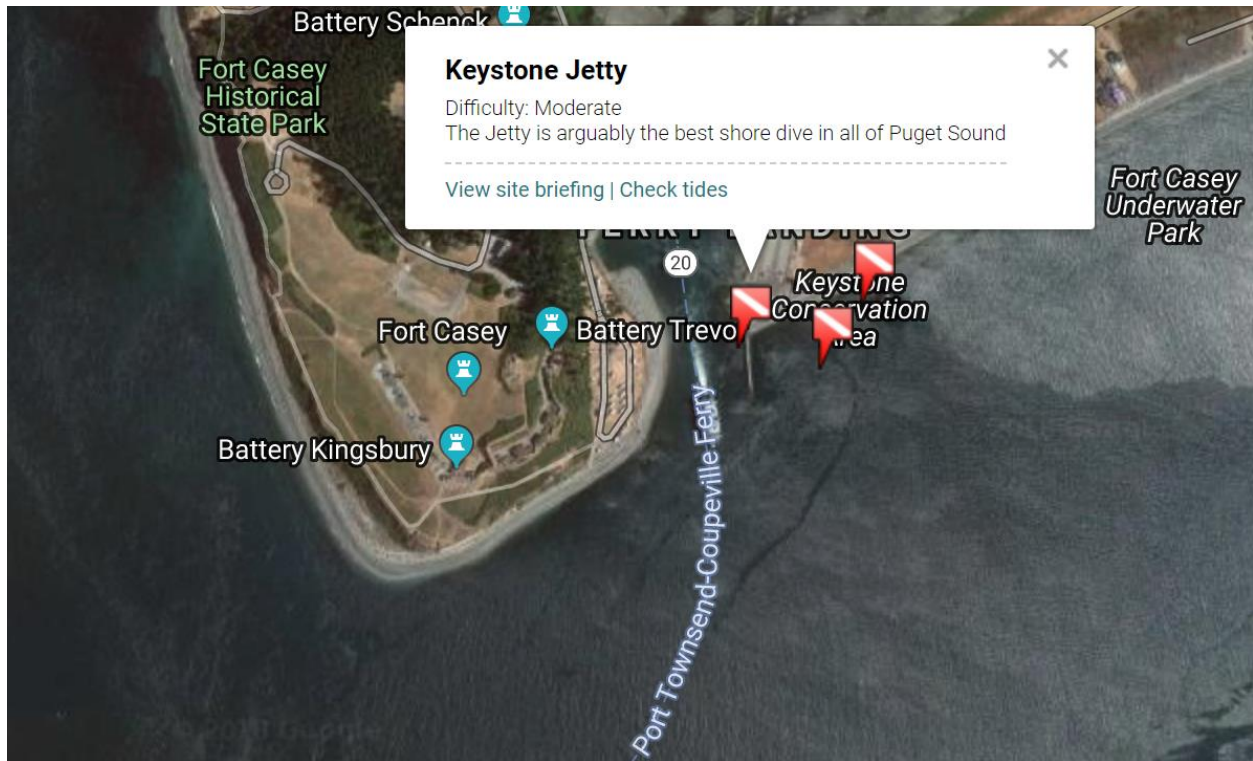 Battery Schenck
Fort Casey
Historical
State Park
Keystone Jetty
Difficulty: Moderate
The Jetty is arguably the best shore dive in all of Puget Sound
View site briefing | Check tides
Fort Casey
Underwater
Park
FERRY LANDING
20
Keystone
Conservation
Area
Fort Casey
Battery Trevo
Battery Kingsbury
Port Townsend-Coupeville Ferry